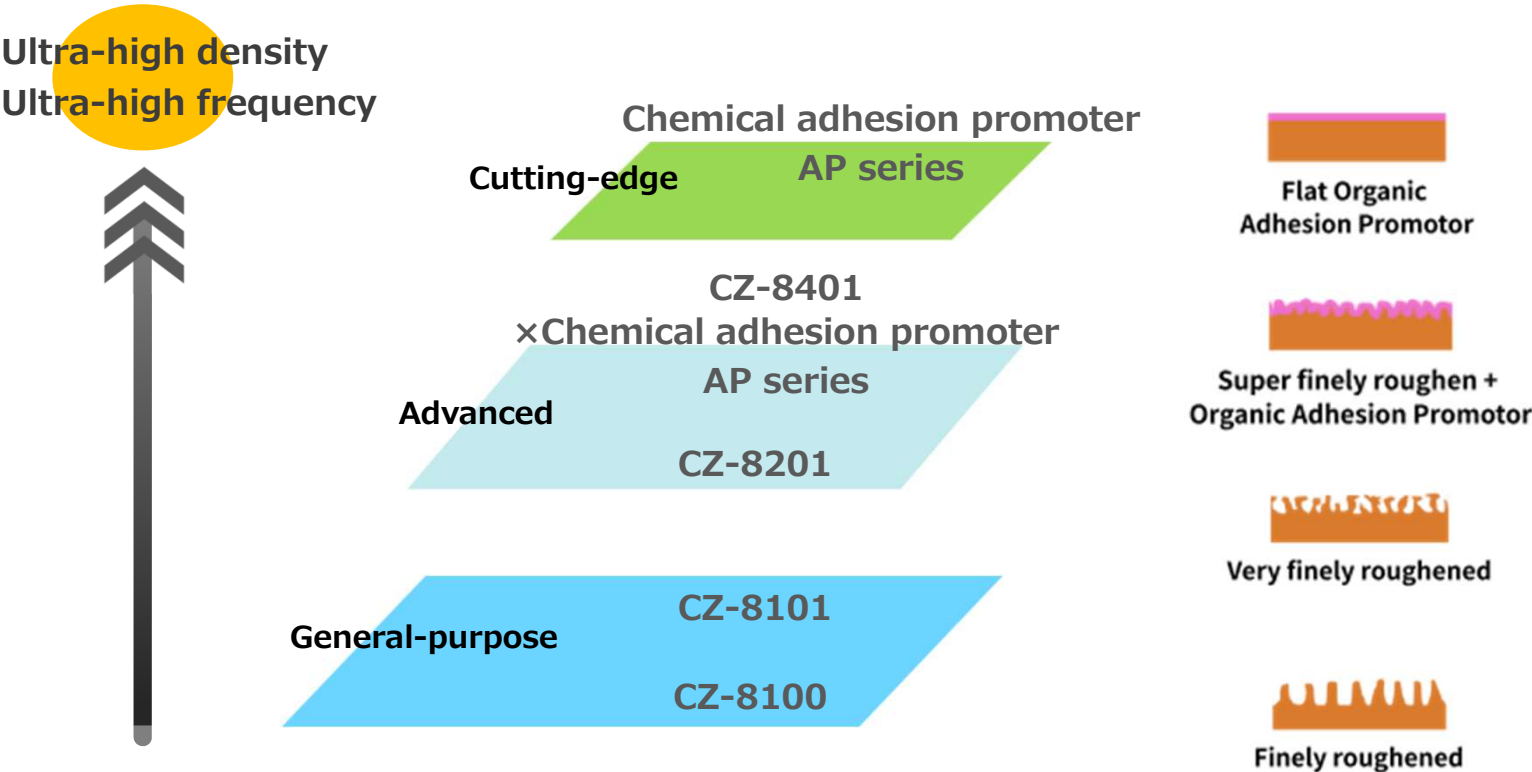 Ultra-high density
Ultra-high frequency
Chemical adhesion promoter
AP series
Cutting-edge
CZ-8401
×Chemical adhesion promoter
AP series
Advanced
CZ-8201
CZ-8101
General-purpose
CZ-8100
Flat Organic
Adhesion Promotor
Super finely roughen +
Organic Adhesion Promotor
Very finely roughened
Finely roughened